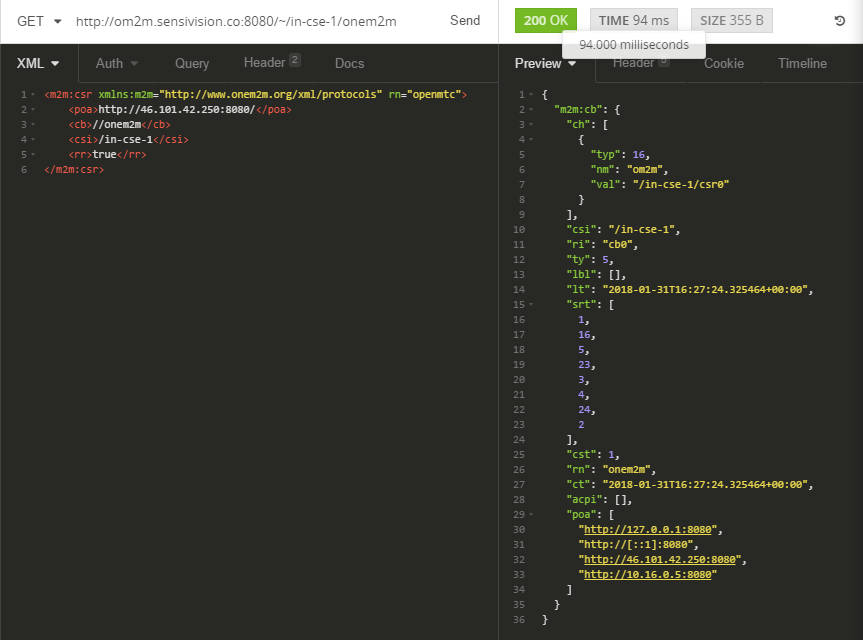 GET http://om2m.sensivision.co:8080/~/in-cse-1/onem2m Send
200 OK TIME 94 ms SIZE 355 B
94.000 milliseconds
XML Auth Query Header 2 Docs
Preview Header 5 Cookie Timeline
1 <m2m:csr xmlns:m2m="http://www.onem2m.org/xml/protocols" rn="openmtc">
2 <poa>http://46.101.42.250:8080/</poa>
3 <cb>//onem2m</cb>
4 <csi>/in-cse-1</csi>
5 <rr>true</rr>
6 </m2m:csr>
1 {
2 "m2m:cb": {
3 "ch": [
4 {
5 "typ": 16,
6 "nm": "om2m",
7 "val": "/in-cse-1/csr0"
8 }
9 ],
10 "csi": "/in-cse-1",
11 "ri": "cb0",
12 "ty": 5,
13 "lbl": [],
14 "lt": "2018-01-31T16:27:24.325464+00:00",
15 "srt": [
16 1,
17 16,
18 5,
19 23,
20 3,
21 4,
22 24,
23 2
24 ],
25 "cst": 1,
26 "rn": "onem2m",
27 "ct": "2018-01-31T16:27:24.325464+00:00",
28 "acpi": [],
29 "poa": [
30 "http://127.0.0.1:8080",
31 "http://[::1]:8080",
32 "http://46.101.42.250:8080",
33 "http://10.16.0.5:8080"
34 ]
35 }
36 }